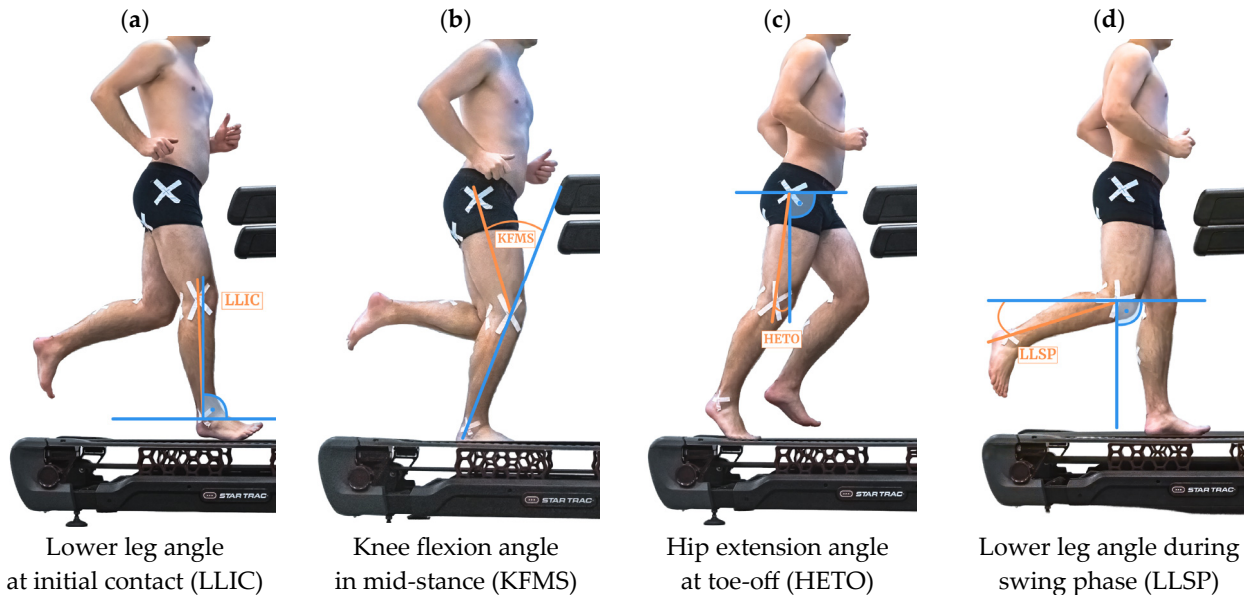 (a)
(b)
(c)
(d)
LLIC
KFMS
HETO
LLSP
STAR TRAC
STAR TRAC
STAR TRAC
STAR TRAC
Lower leg angle
at initial contact (LLIC)
Knee flexion angle
in mid-stance (KFMS)
Hip extension angle
at toe-off (HETO)
Lower leg angle during
swing phase (LLSP)